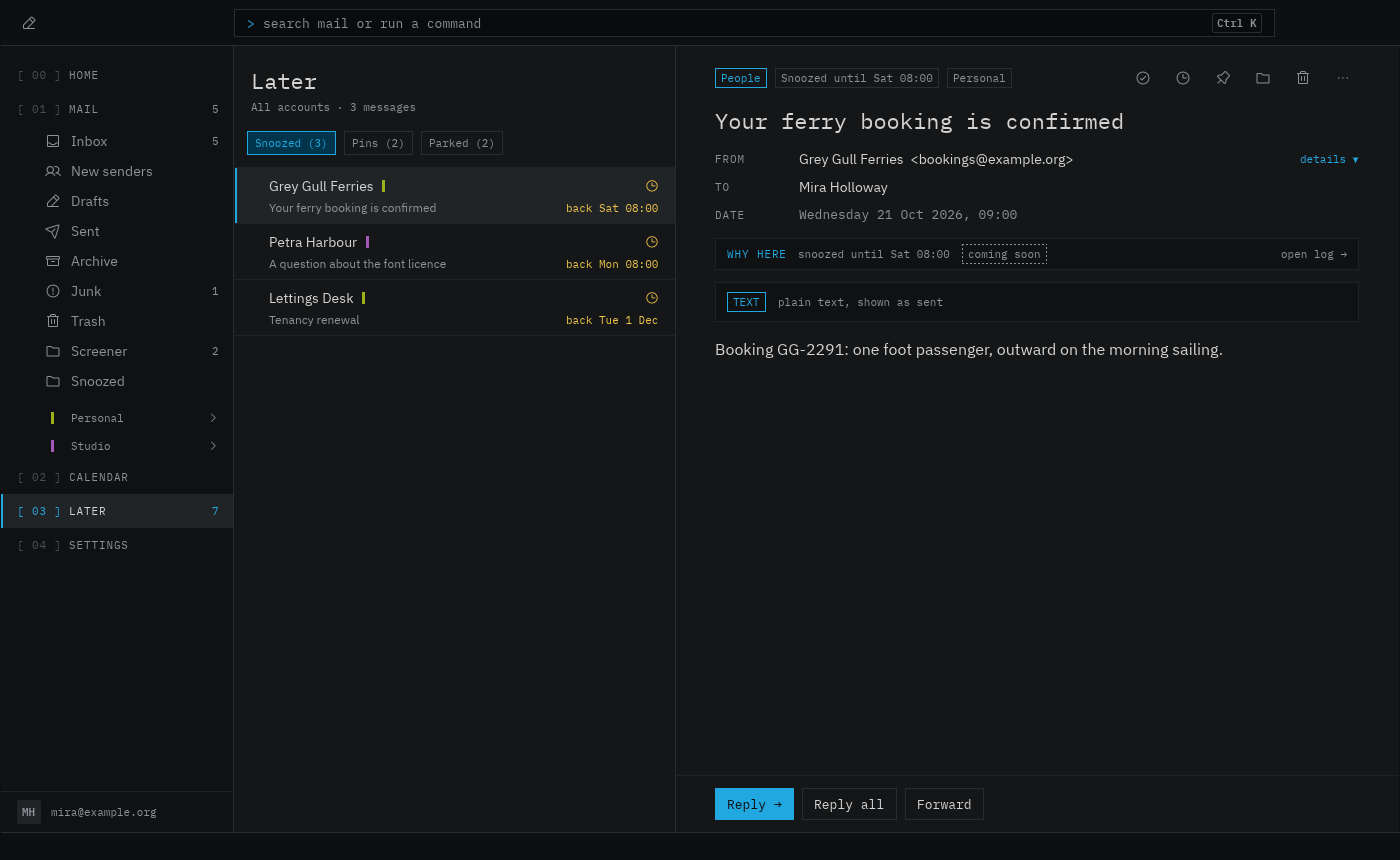 > search mail or run a command
Ctrl K
[ 00 ] HOME
[ 01 ] MAIL 5
Inbox 5
New senders
Drafts
Sent
Archive
Junk 1
Trash
Screener 2
Snoozed
Personal
Studio
[ 02 ] CALENDAR
[ 03 ] LATER 7
[ 04 ] SETTINGS
MH mira@example.org
Later
All accounts · 3 messages
Snoozed (3) Pins (2) Parked (2)
Grey Gull Ferries
Your ferry booking is confirmed back Sat 08:00
Petra Harbour
A question about the font licence back Mon 08:00
Lettings Desk
Tenancy renewal back Tue 1 Dec
People Snoozed until Sat 08:00 Personal
Your ferry booking is confirmed
FROM Grey Gull Ferries <bookings@example.org> details ▾
TO Mira Holloway
DATE Wednesday 21 Oct 2026, 09:00
WHY HERE snoozed until Sat 08:00 coming soon open log →
TEXT plain text, shown as sent
Booking GG-2291: one foot passenger, outward on the morning sailing.
Reply → Reply all Forward